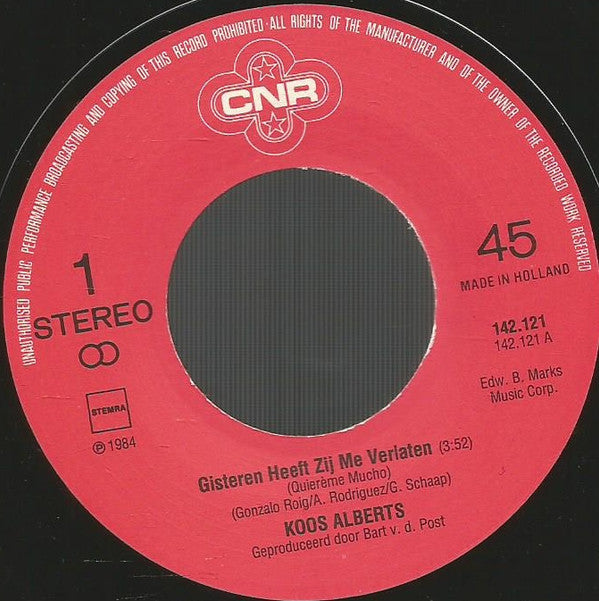 UNAUTHORISED PUBLIC PERFORMANCE BROADCASTING AND COPYING OF THIS RECORD PROHIBITED·ALL RIGHTS OF THE MANUFACTURER AND OF THE OWNER OF THE RECORDED WORK RESERVED
CNR
1
STEREO
45
MADE IN HOLLAND
142.121
142.121 A
Edw. B. Marks
Music Corp.
STEMRA
℗ 1984
Gisteren Heeft Zij Me Verlaten (3:52)
(Quierème Mucho)
(Gonzalo Roig/A. Rodriguez/G. Schaap)
KOOS ALBERTS
Geproduceerd door Bart v. d. Post